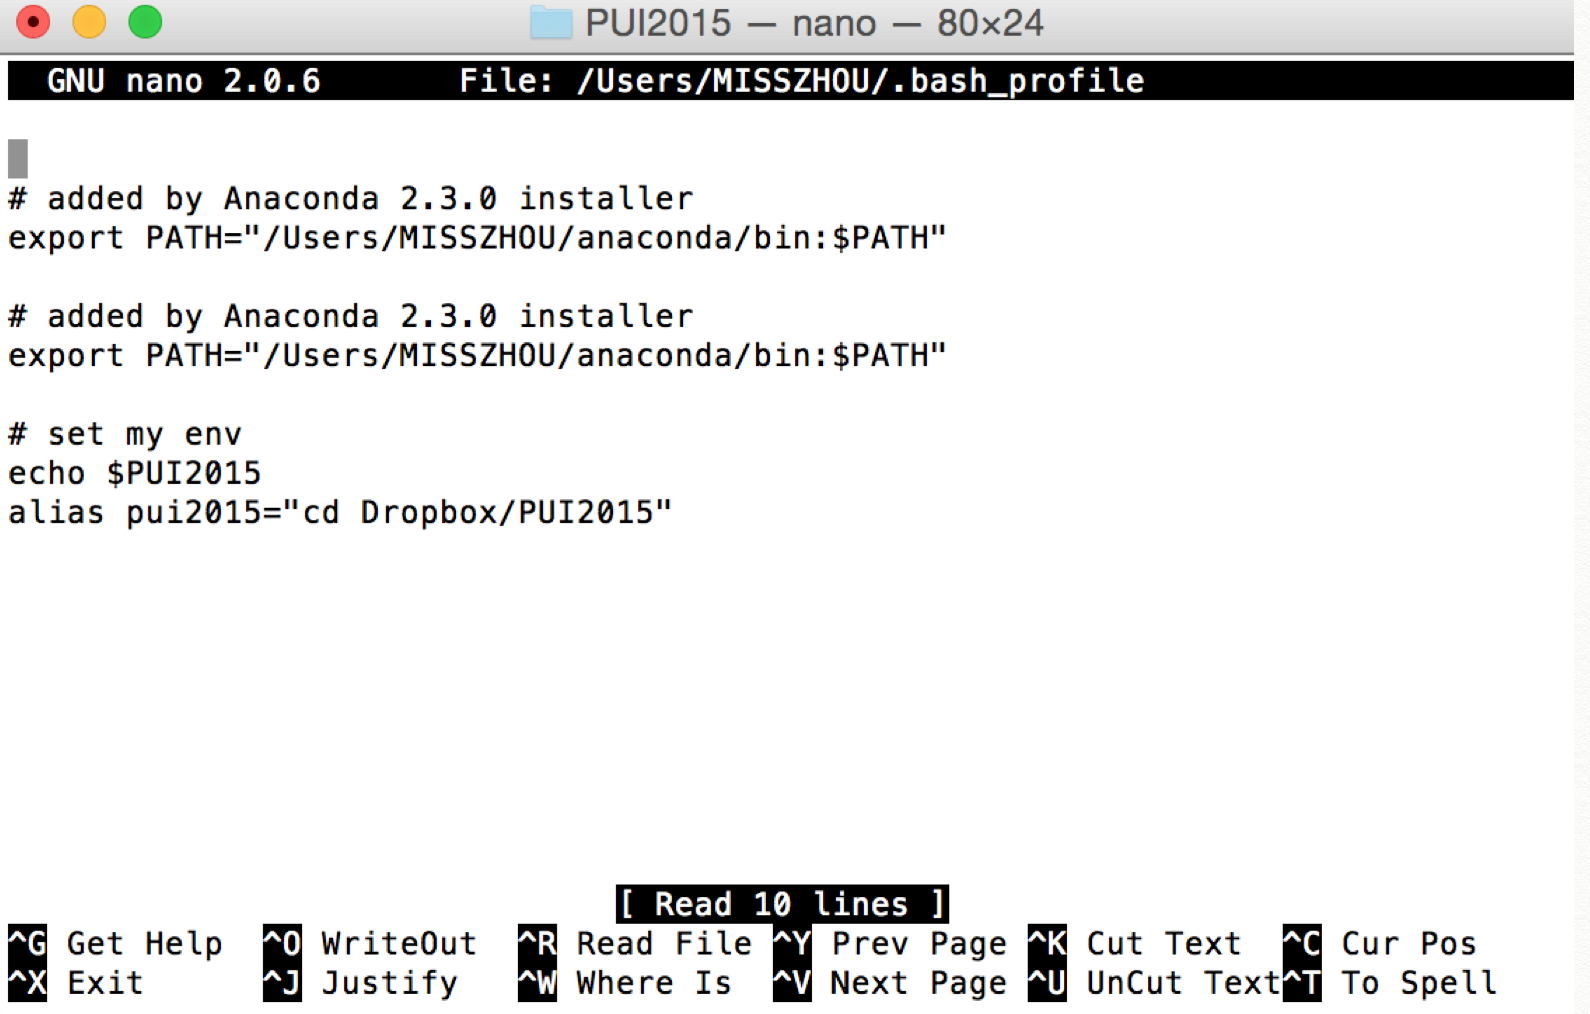 PUI2015 — nano — 80×24
GNU nano 2.0.6 File: /Users/MISSZHOU/.bash_profile
# added by Anaconda 2.3.0 installer
export PATH="/Users/MISSZHOU/anaconda/bin:$PATH"
# added by Anaconda 2.3.0 installer
export PATH="/Users/MISSZHOU/anaconda/bin:$PATH"
# set my env
echo $PUI2015
alias pui2015="cd Dropbox/PUI2015"
[ Read 10 lines ]
^G Get Help ^O WriteOut ^R Read File ^Y Prev Page ^K Cut Text ^C Cur Pos
^X Exit ^J Justify ^W Where Is ^V Next Page ^U UnCut Text ^T To Spell